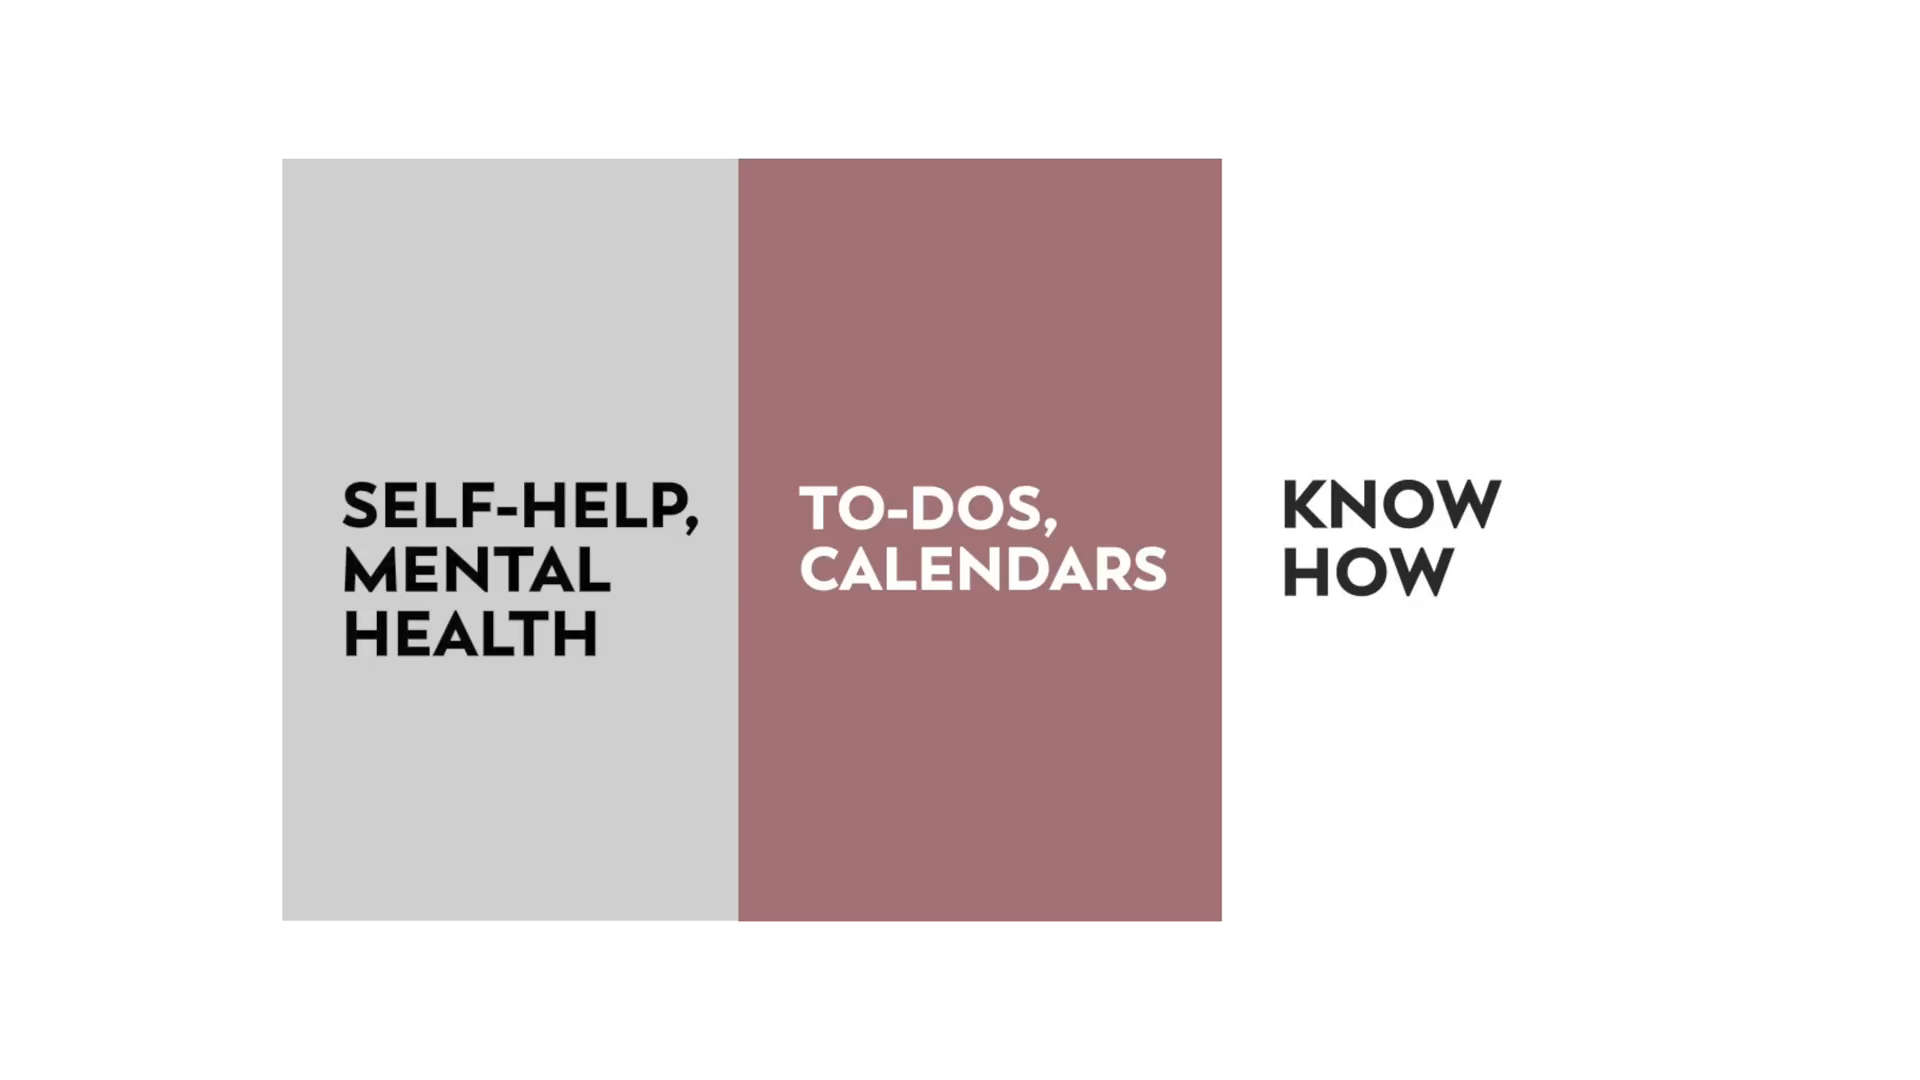 SELF-HELP,
MENTAL
HEALTH
TO-DOS,
CALENDARS
KNOW
HOW